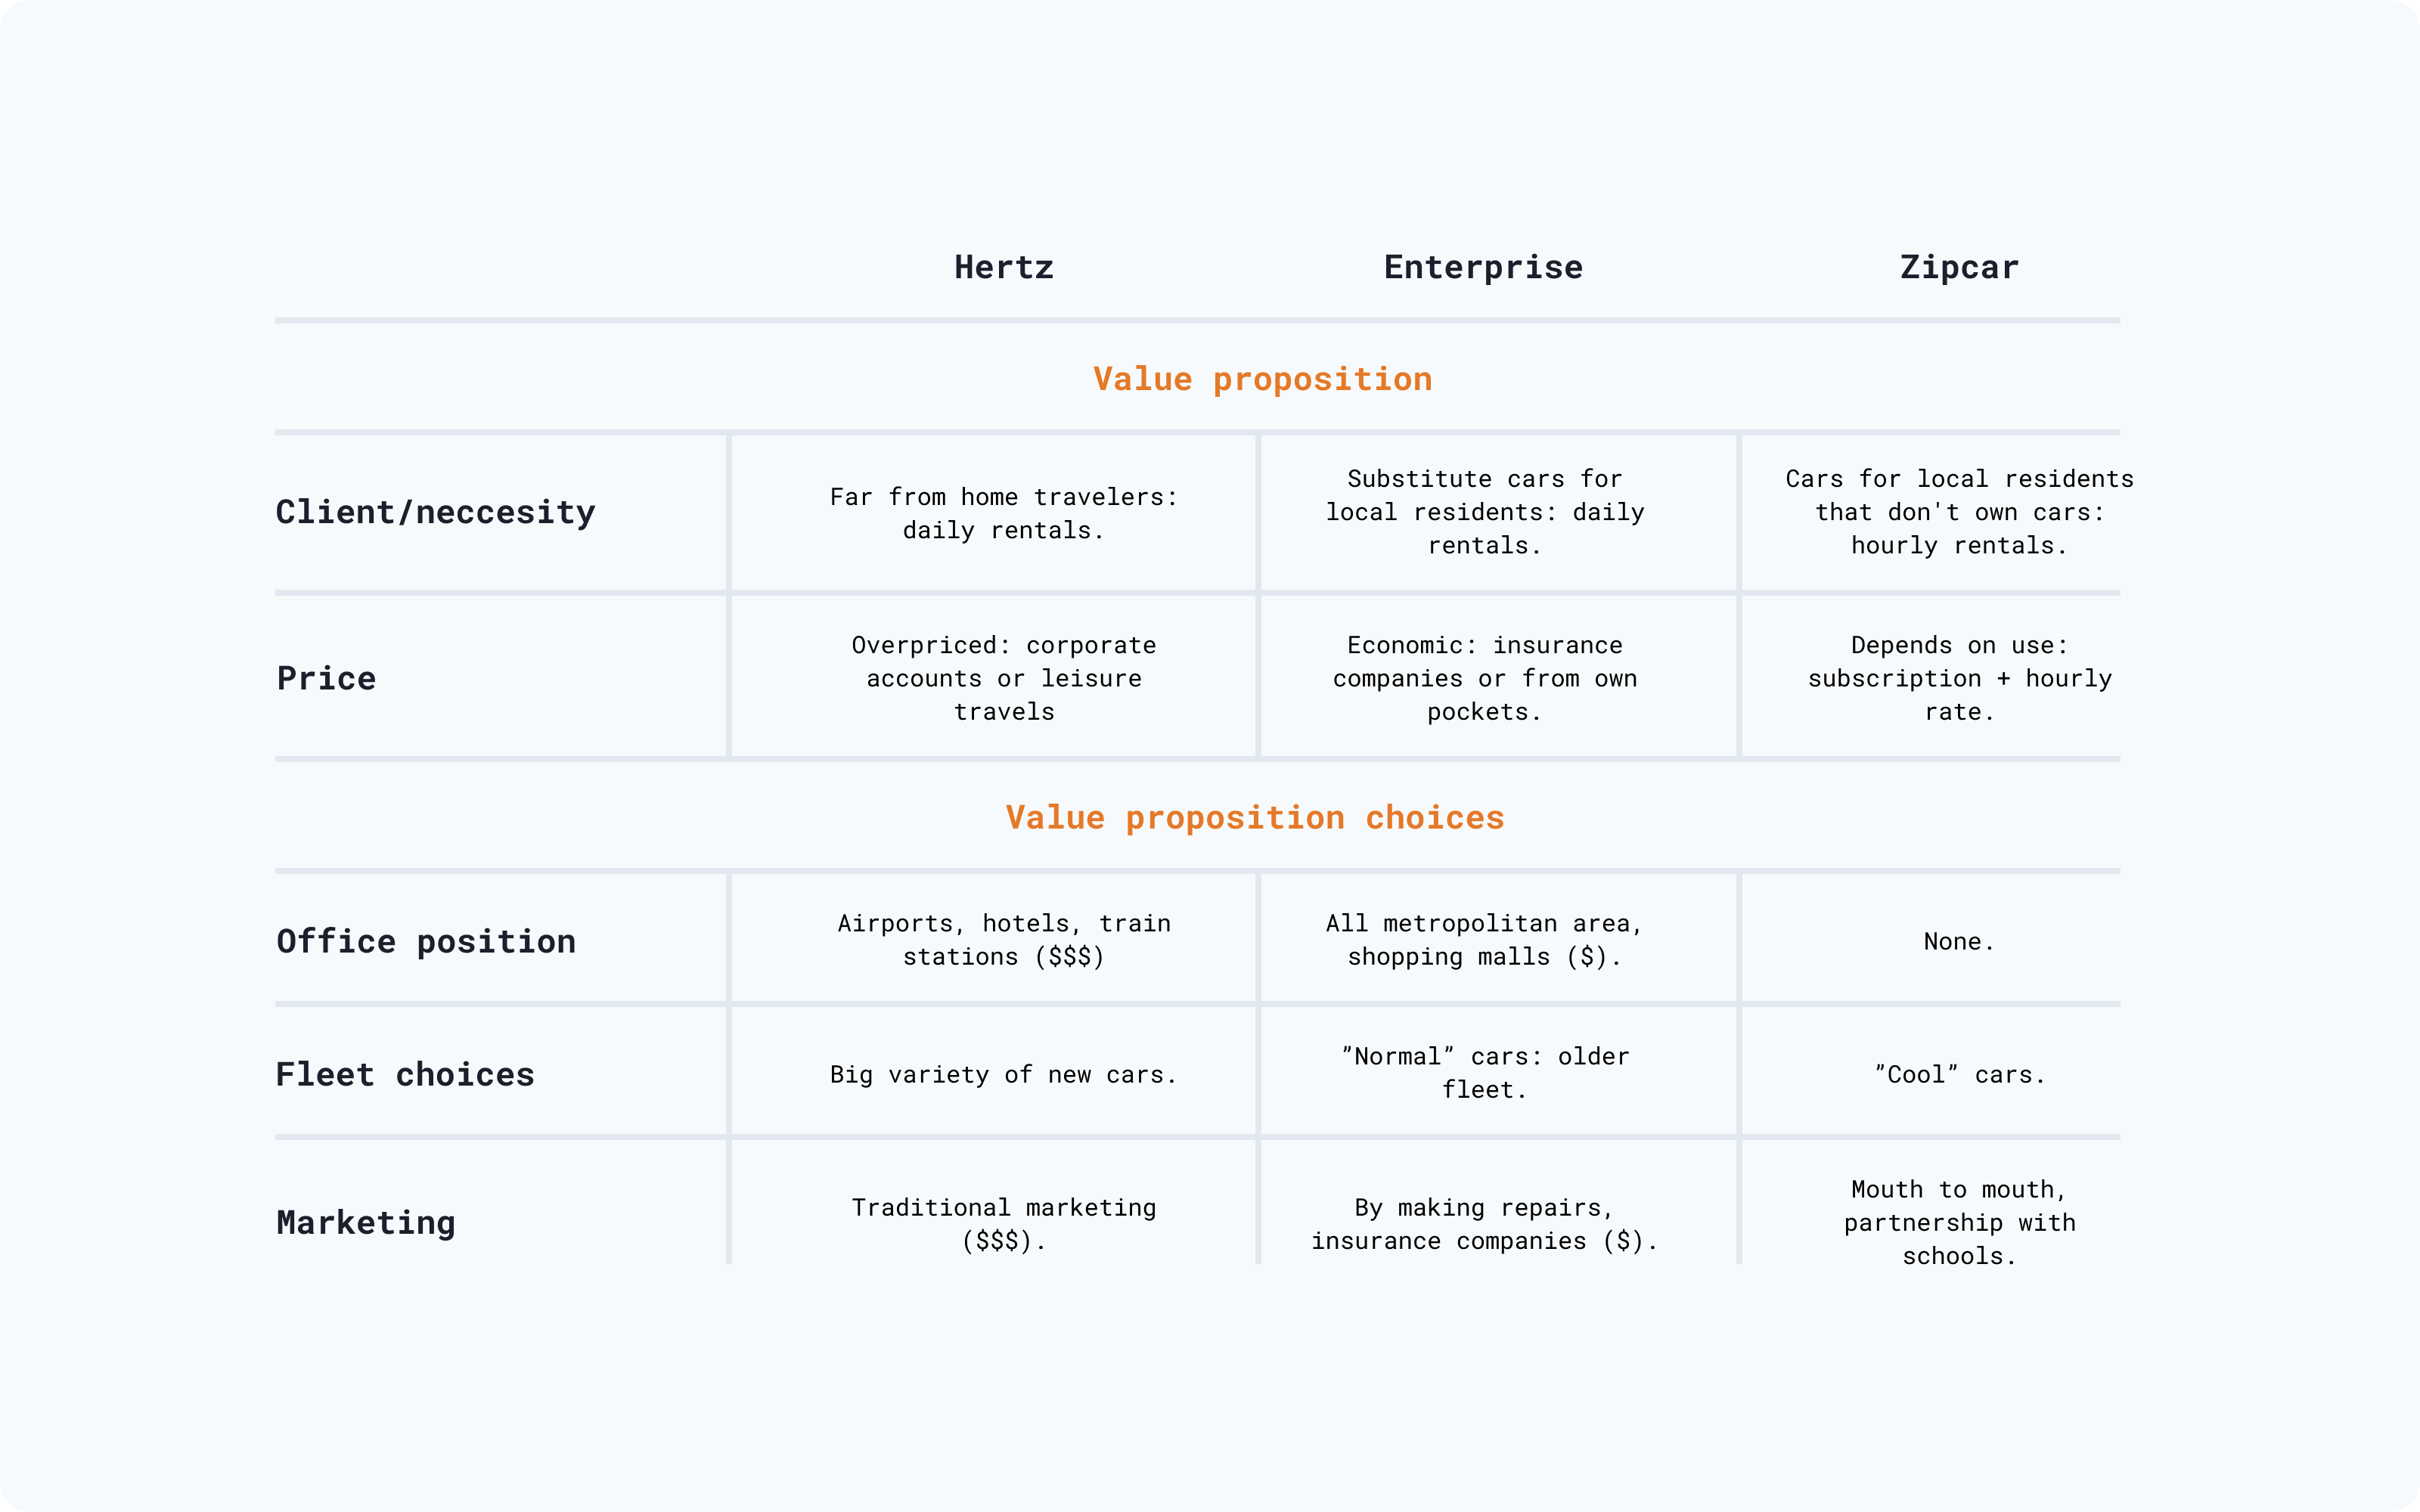 Hertz Enterprise Zipcar
Value proposition
Client/neccesity
Far from home travelers:
daily rentals.
Substitute cars for
local residents: daily
rentals.
Cars for local residents
that don't own cars:
hourly rentals.
Price
Overpriced: corporate
accounts or leisure
travels
Economic: insurance
companies or from own
pockets.
Depends on use:
subscription + hourly
rate.
Value proposition choices
Office position
Airports, hotels, train
stations ($$$)
All metropolitan area,
shopping malls ($).
None.
Fleet choices
Big variety of new cars.
”Normal” cars: older
fleet.
”Cool” cars.
Marketing
Traditional marketing
($$$).
By making repairs,
insurance companies ($).
Mouth to mouth,
partnership with
schools.